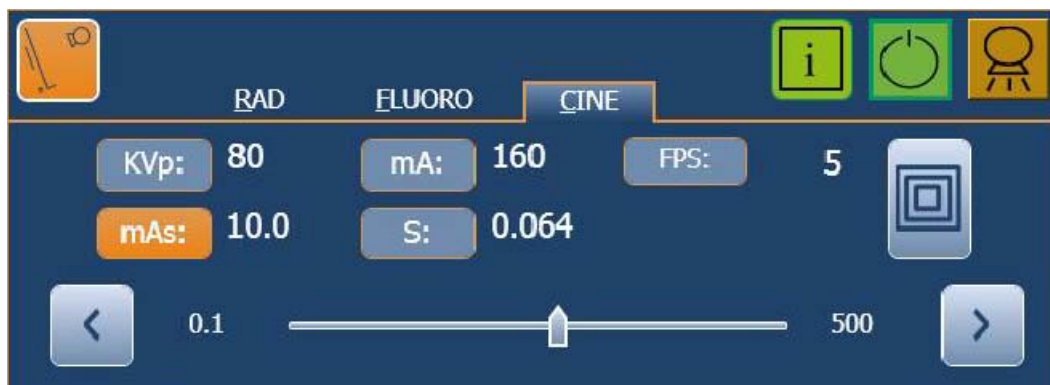 i
RAD FLUORO CINE
KVp: 80 mA: 160 FPS: 5
mAs: 10.0 S: 0.064
0.1 500